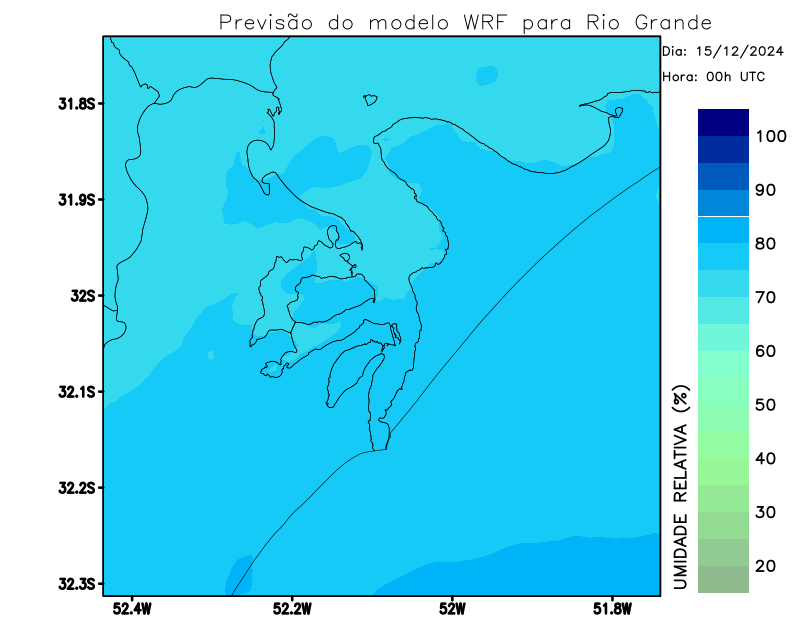 Previsão do modelo WRF para Rio Grande
Dia: 15/12/2024
Hora: 00h UTC
31.8S
31.9S
32S
32.1S
32.2S
32.3S
52.4W
52.2W
52W
51.8W
100
90
80
70
60
50
40
30
20
UMIDADE RELATIVA (%)